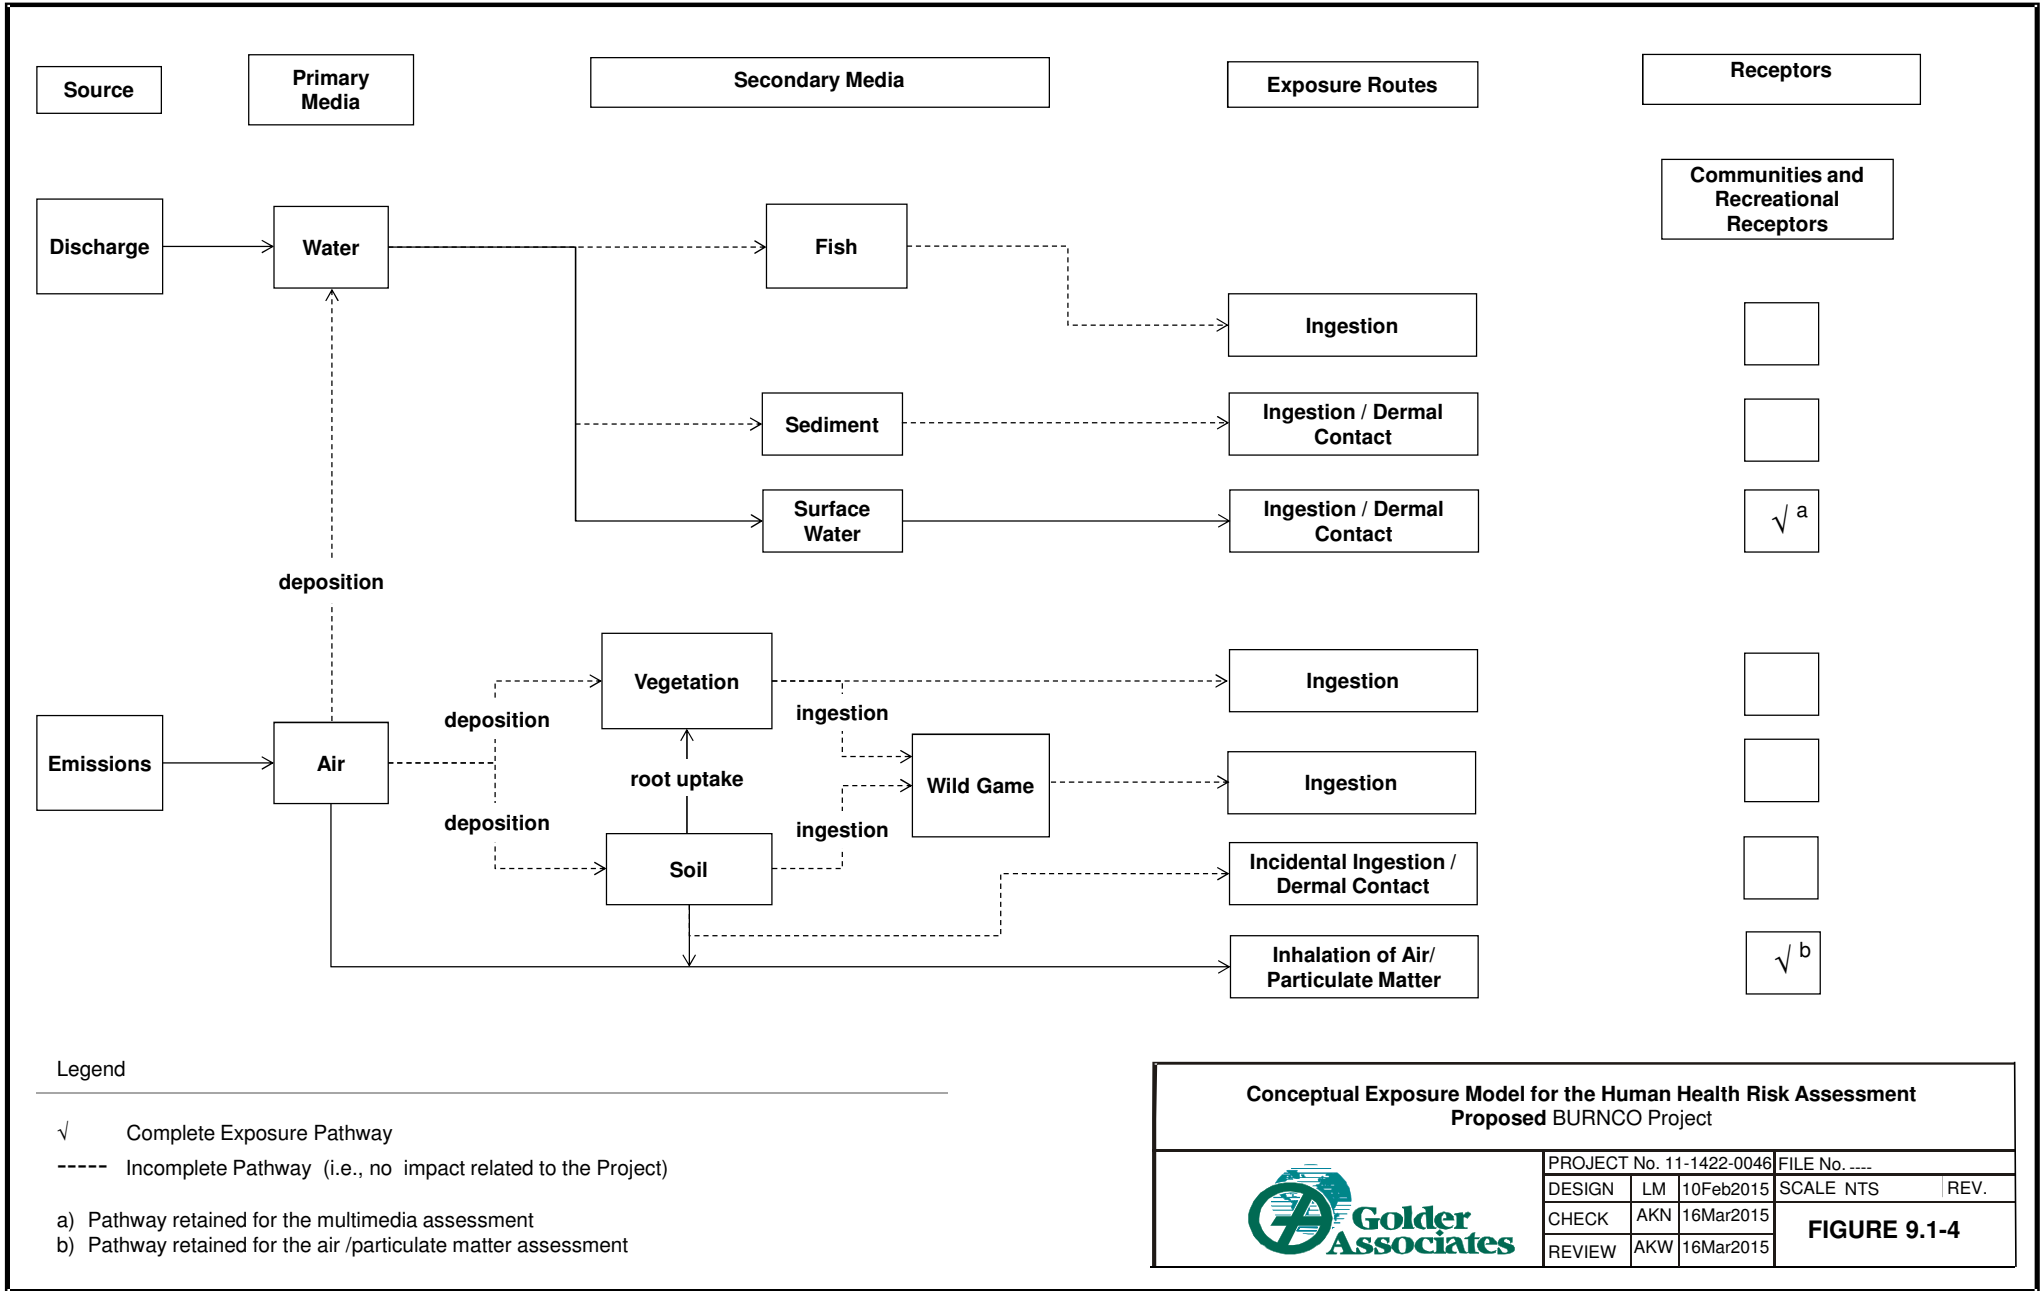 Source
Primary
Media
Secondary Media
Exposure Routes
Receptors
Communities and
Recreational
Receptors
Discharge
Water
Fish
Ingestion
Sediment
Ingestion / Dermal
Contact
Surface
Water
Ingestion / Dermal
Contact
√ a
deposition
Vegetation
Ingestion
deposition
ingestion
Emissions
Air
root uptake
Wild Game
Ingestion
deposition
ingestion
Soil
Incidental Ingestion /
Dermal Contact
Inhalation of Air/
Particulate Matter
√ b
Legend
√ Complete Exposure Pathway
----- Incomplete Pathway (i.e., no impact related to the Project)
a) Pathway retained for the multimedia assessment
b) Pathway retained for the air /particulate matter assessment
Conceptual Exposure Model for the Human Health Risk Assessment
Proposed BURNCO Project
Golder
Associates
PROJECT No. 11-1422-0046 FILE No. ----
DESIGN LM 10Feb2015 SCALE NTS REV.
CHECK AKN 16Mar2015
REVIEW AKW 16Mar2015
FIGURE 9.1-4